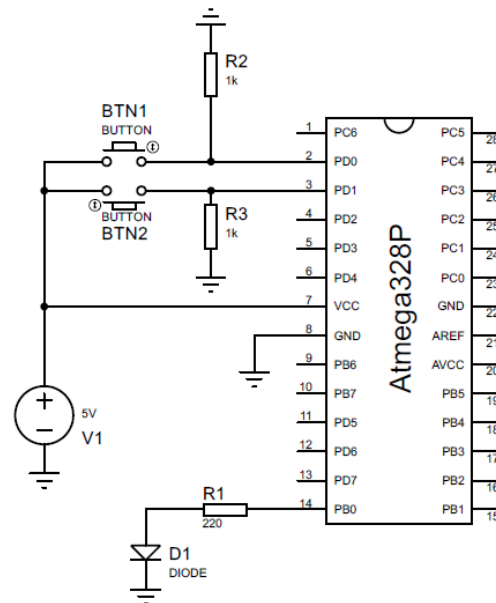 R2
1k
BTN1
BUTTON
BUTTON
BTN2
R3
1k
5V
V1
R1
220
D1
DIODE
Atmega328P
1 PC6
2 PD0
3 PD1
4 PD2
5 PD3
6 PD4
7 VCC
8 GND
9 PB6
10 PB7
11 PD5
12 PD6
13 PD7
14 PB0
PC5 28
PC4 27
PC3 26
PC2 25
PC1 24
PC0 23
GND 22
AREF 21
AVCC 20
PB5 19
PB4 18
PB3 17
PB2 16
PB1 15